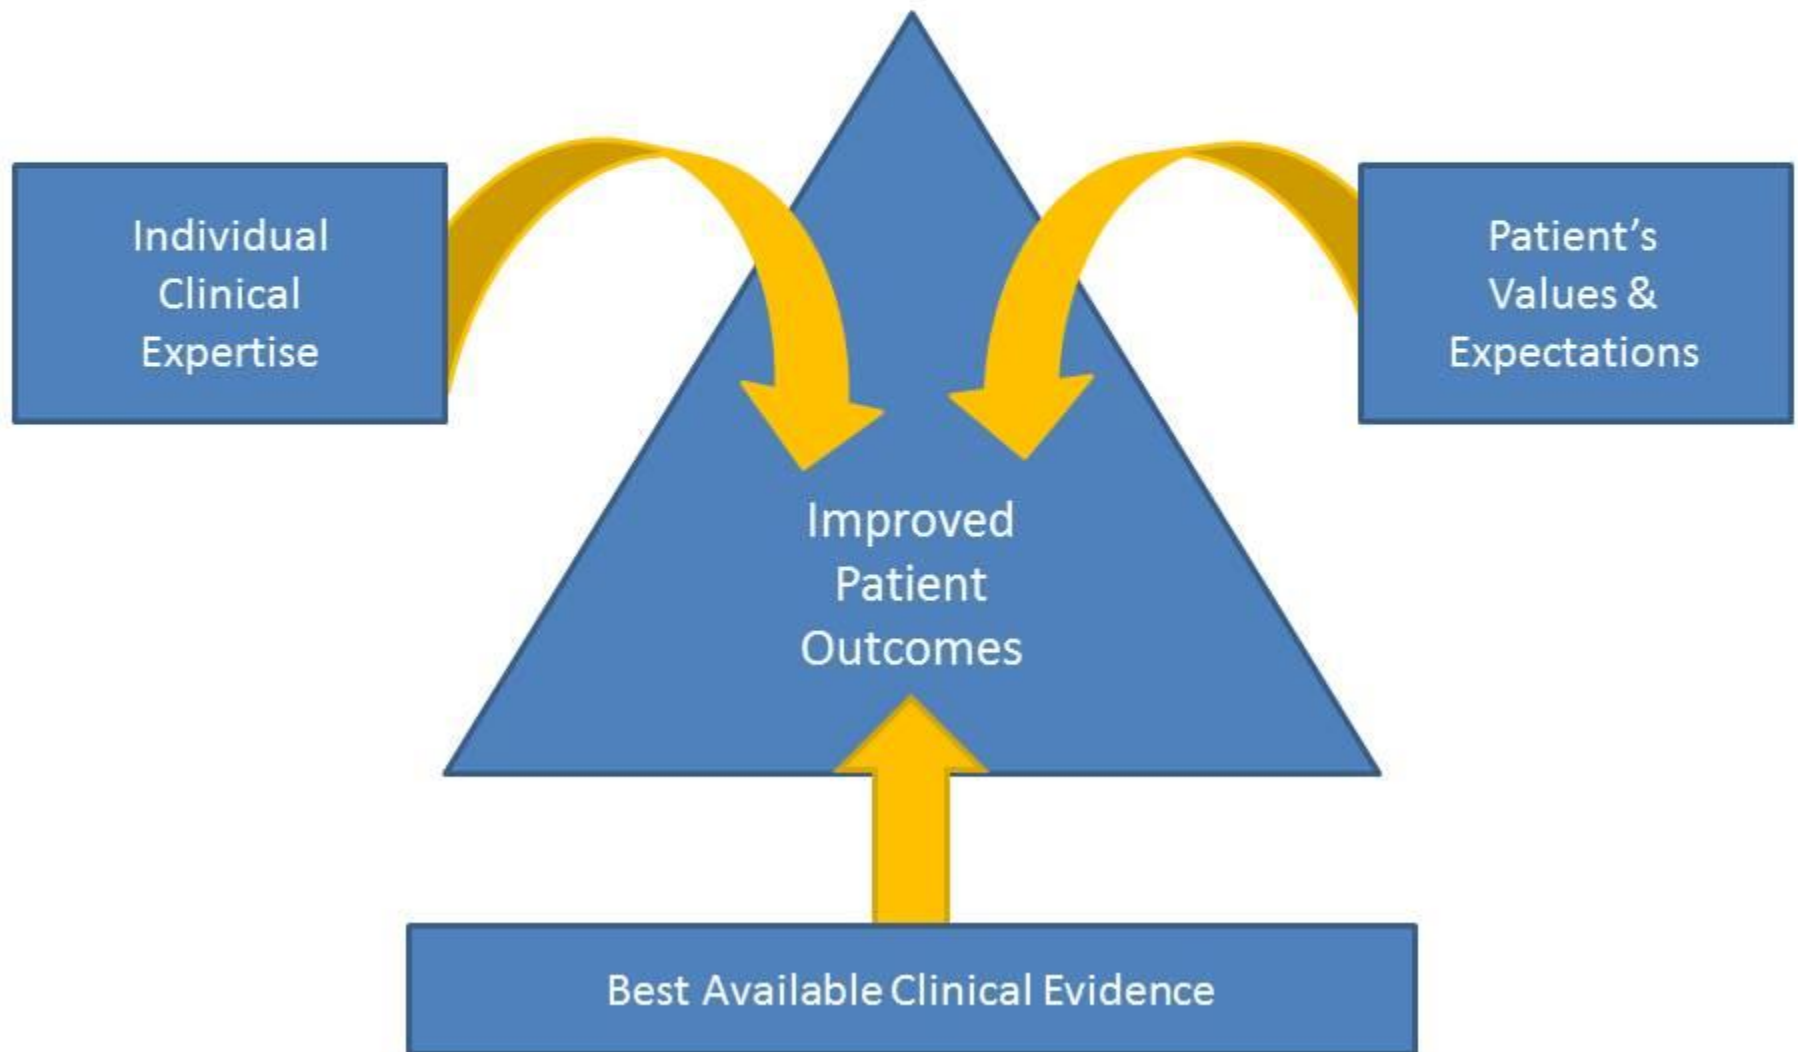 Individual
Clinical
Expertise
Patient’s
Values &
Expectations
Improved
Patient
Outcomes
Best Available Clinical Evidence